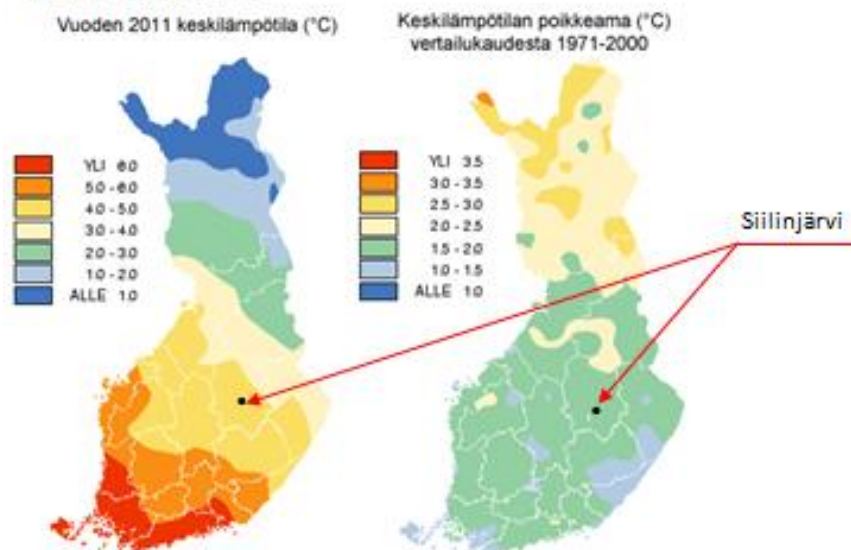 Vuoden 2011 keskilämpötila (°C)
YLI 6.0
5.0 - 6.0
4.0 - 5.0
3.0 - 4.0
2.0 - 3.0
1.0 - 2.0
ALLE 1.0
Keskilämpötilan poikkeama (°C)
vertailukaudesta 1971-2000
YLI 3.5
3.0 - 3.5
2.5 - 3.0
2.0 - 2.5
1.5 - 2.0
1.0 - 1.5
ALLE 1.0
Siilinjärvi